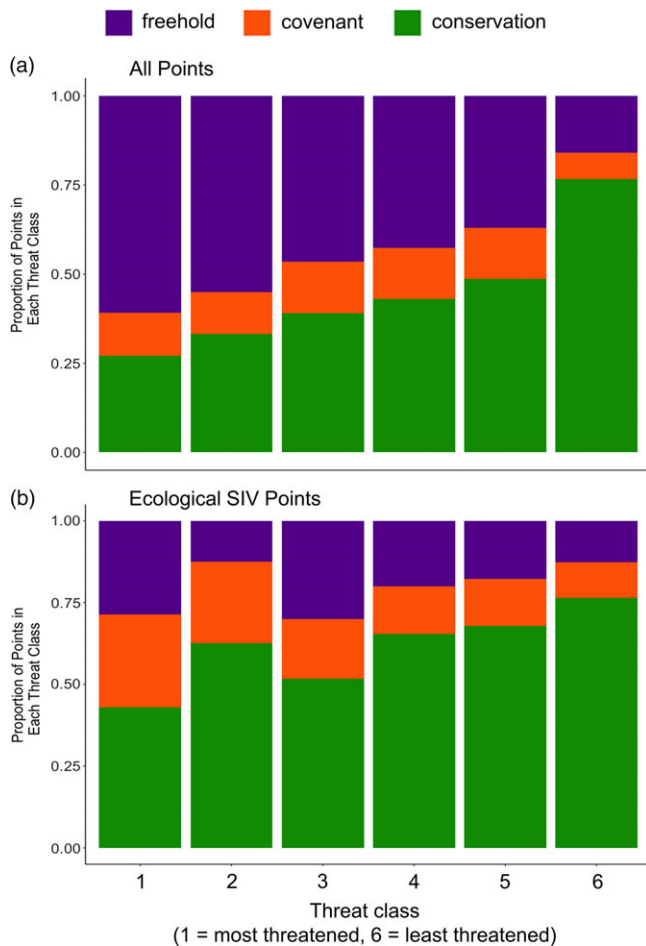 freehold covenant conservation
(a) All Points
1.00
0.75
0.50
0.25
0.00
Proportion of Points in
Each Threat Class
(b) Ecological SIV Points
1.00
0.75
0.50
0.25
0.00
Proportion of Points in
Each Threat Class
1 2 3 4 5 6
Threat class
(1 = most threatened, 6 = least threatened)